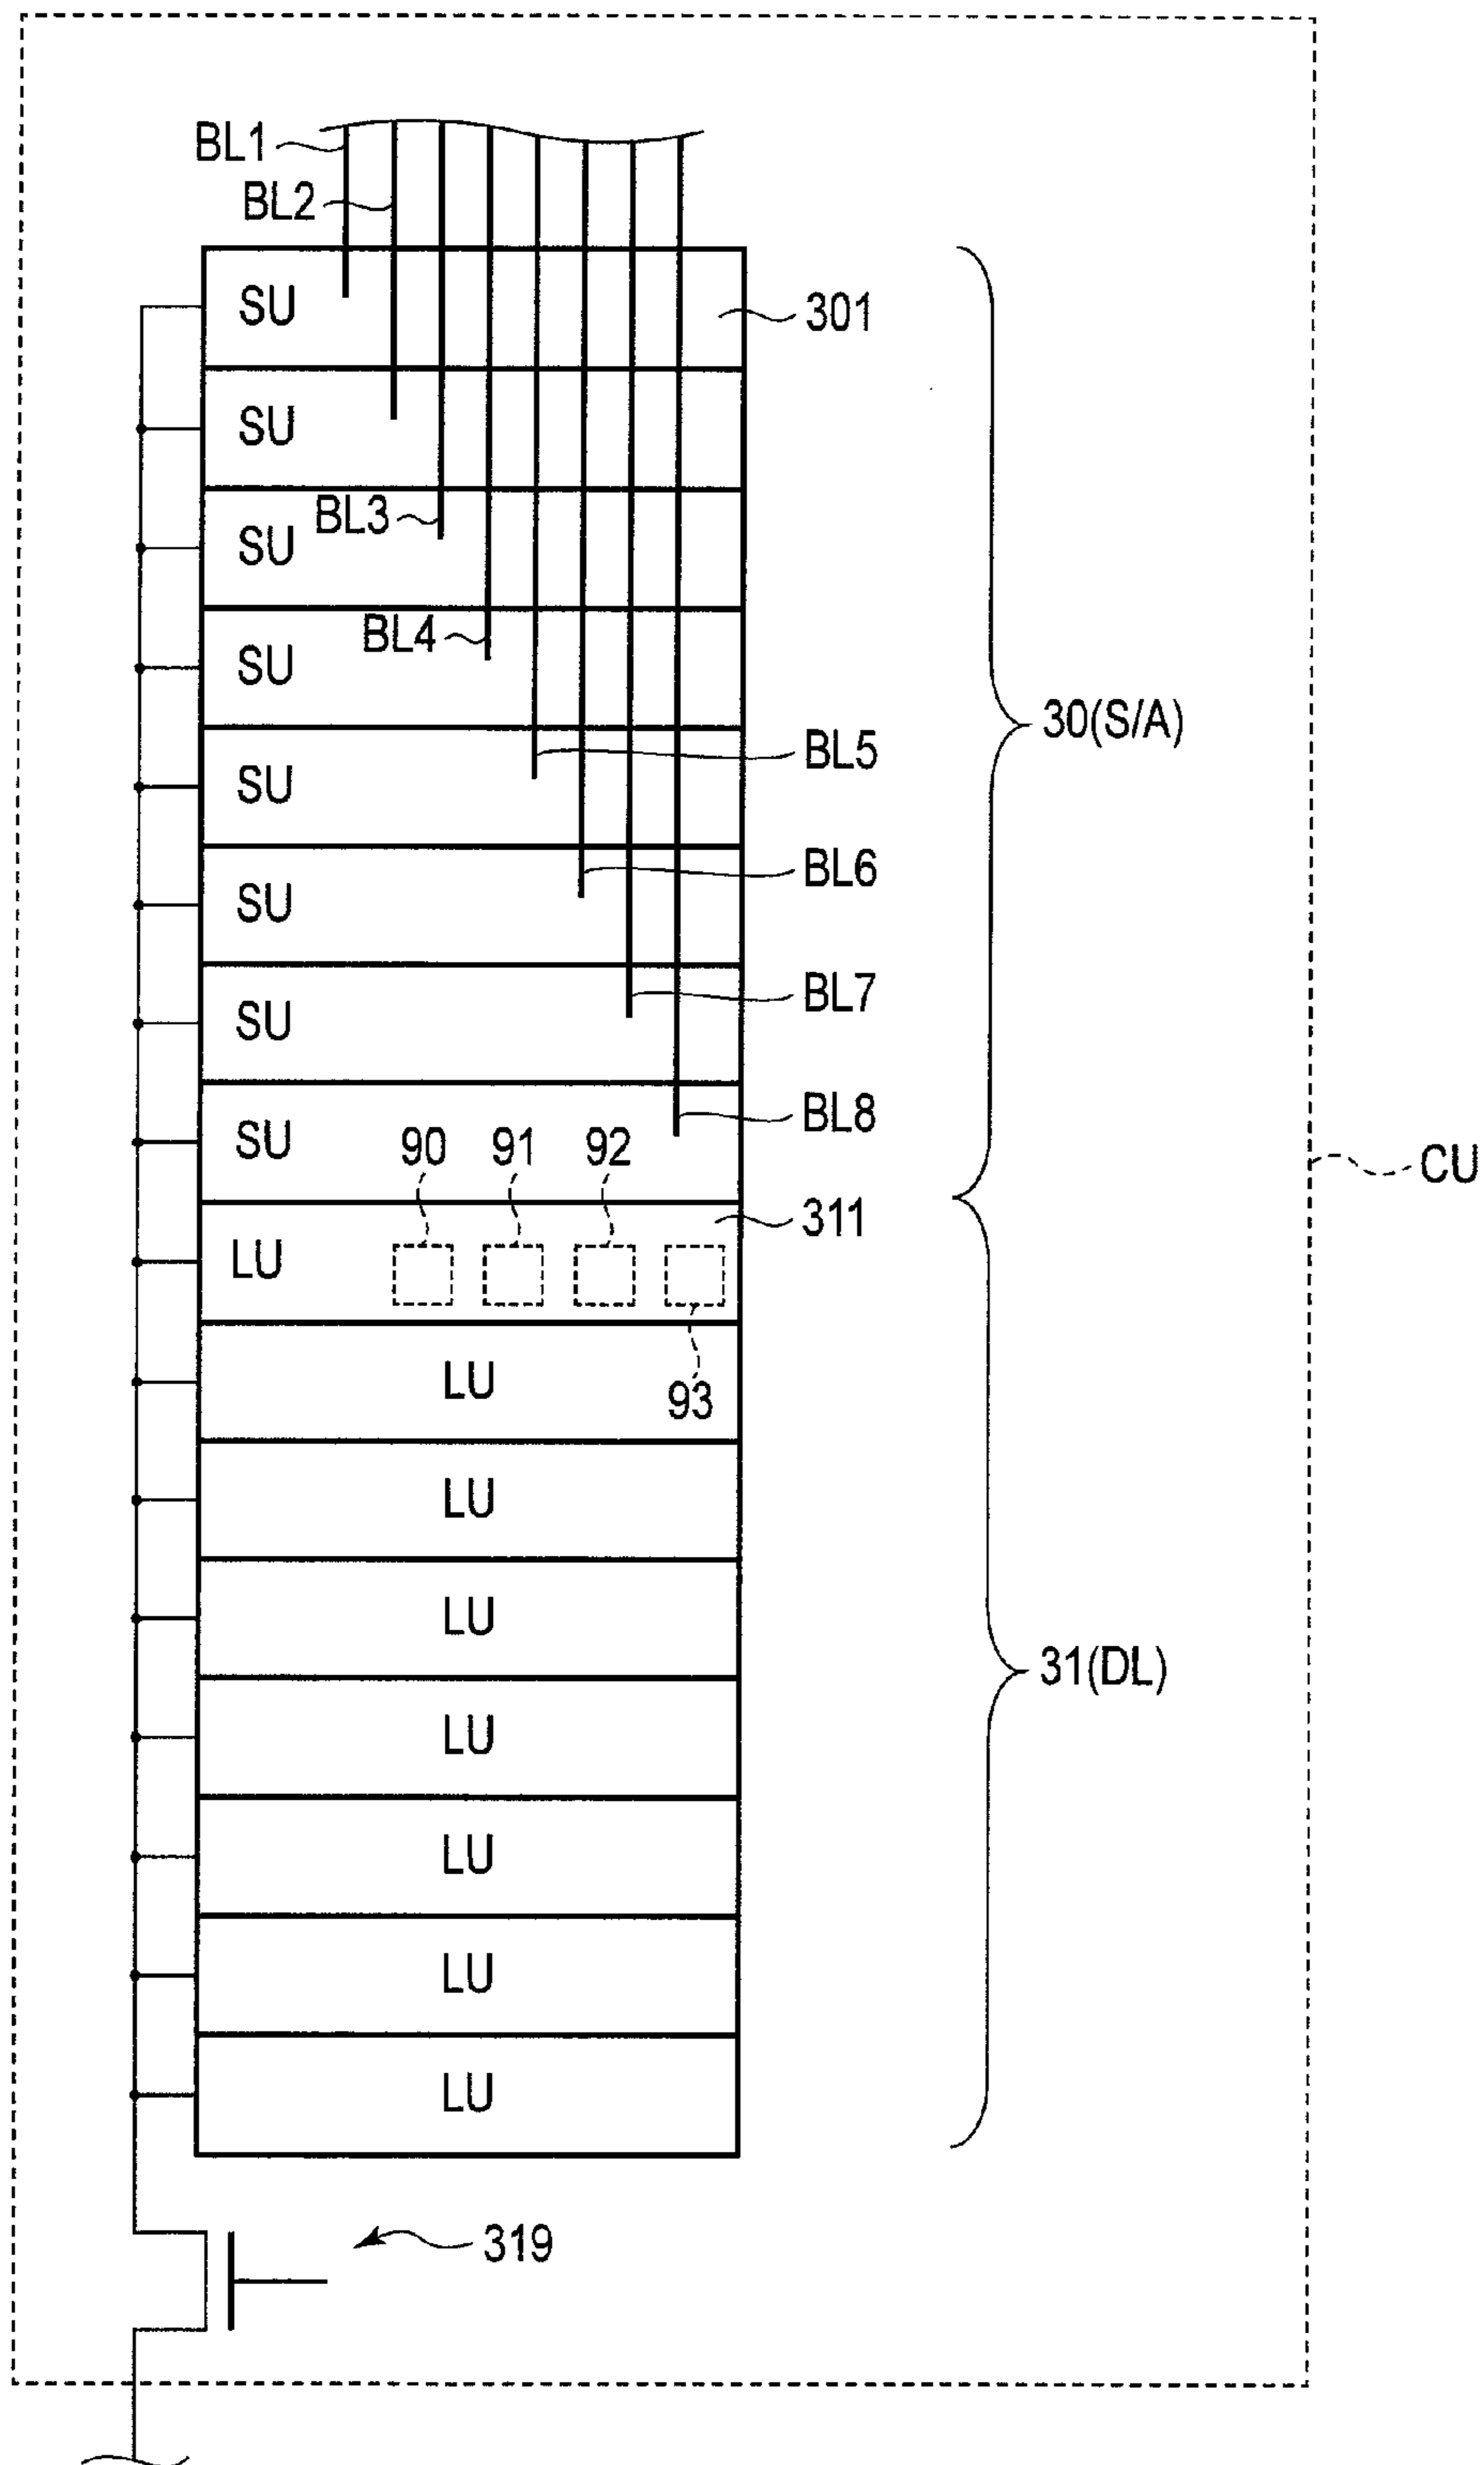 BL1
BL2
SU
301
SU
BL3
SU
BL4
SU
30(S/A)
BL5
SU
BL6
SU
BL7
SU
BL8
SU
90
91
92
CU
311
LU
LU
93
LU
LU
31(DL)
LU
LU
LU
LU
319